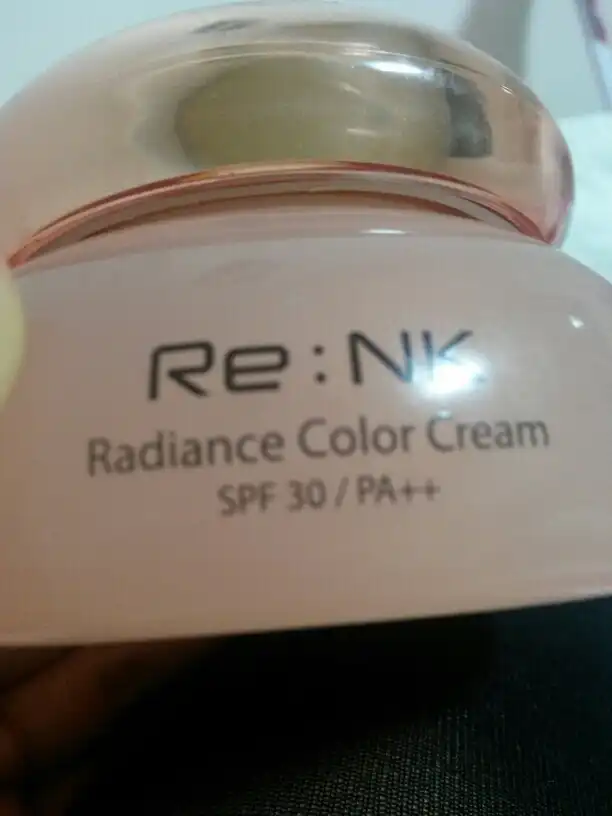 Re:NK
Radiance Color Cream
SPF 30 / PA++